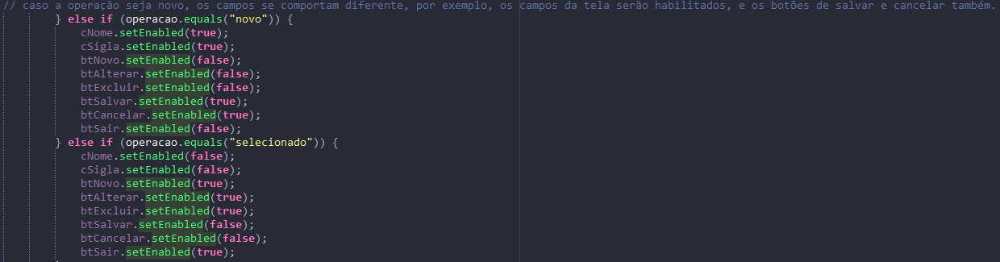 // caso a operação seja novo, os campos se comportam diferente, por exemplo, os campos da tela serão habilitados, e os botões de salvar e cancelar também.
} else if (operacao.equals("novo")) {
cNome.setEnabled(true);
cSigla.setEnabled(true);
btNovo.setEnabled(false);
btAlterar.setEnabled(false);
btExcluir.setEnabled(false);
btSalvar.setEnabled(true);
btCancelar.setEnabled(true);
btSair.setEnabled(false);
} else if (operacao.equals("selecionado")) {
cNome.setEnabled(false);
cSigla.setEnabled(false);
btNovo.setEnabled(true);
btAlterar.setEnabled(true);
btExcluir.setEnabled(true);
btSalvar.setEnabled(false);
btCancelar.setEnabled(false);
btSair.setEnabled(true);